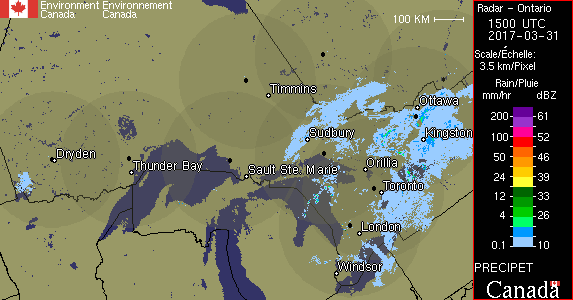 Environment Environnement
Canada Canada
100 KM
Timmins
Ottawa
Sudbury
Kingston
Dryden
Thunder Bay
Sault Ste. Marie
Orillia
Toronto
London
Windsor
Radar - Ontario
1500 UTC
2017-03-31
Scale/Échelle:
3.5 km/Pixel
Rain/Pluie
mm/hr dBZ
200 61
100 52
50 46
24 39
12 33
4 26
0.1 10
PRECIPET
Canada